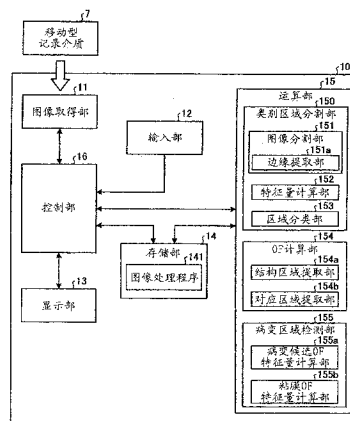 7
移动型
记录介质
10
11
图像取得部
12
输入部
16
控制部
14
存储部
141
图像处理程序
13
显示部
15
运算部
150
类别区域分割部
151
图像分割部
151a
边缘提取部
152
特征量计算部
153
区域分类部
154
OF计算部
154a
结构区域提取部
154b
对应区域提取部
155
病变区域检测部
155a
病变候选OF
特征量计算部
155b
粘膜OF
特征量计算部